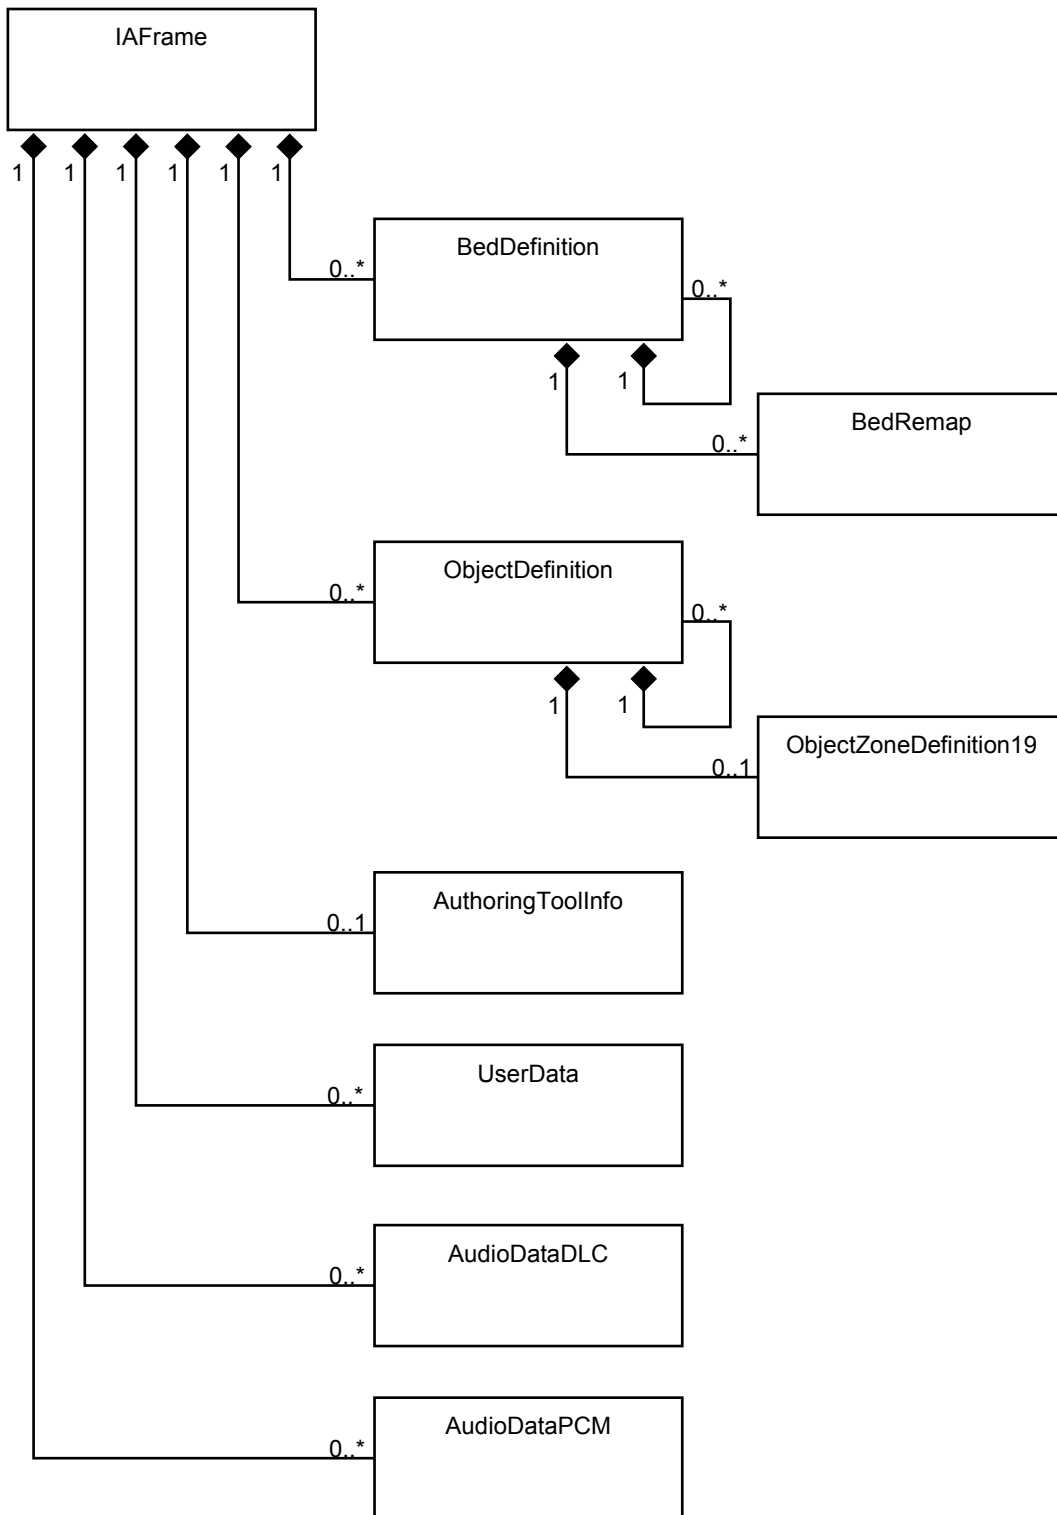 IAFrame
1 1 1 1 1 1
BedDefinition
0..*
0..*
1 1
BedRemap
0..*
ObjectDefinition
0..*
0..*
1 1
ObjectZoneDefinition19
0..1
AuthoringToolInfo
0..1
UserData
0..*
AudioDataDLC
0..*
AudioDataPCM
0..*